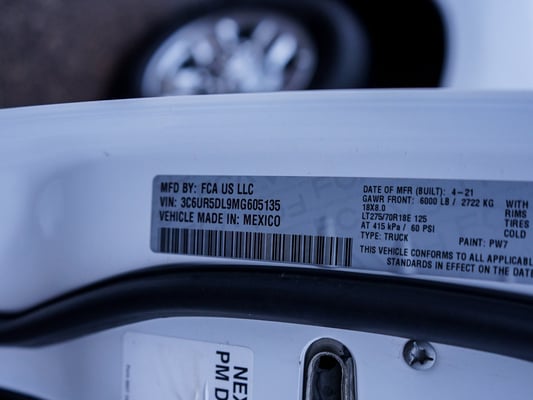 MFD BY: FCA US LLC
VIN: 3C6UR5DL9MG605135
VEHICLE MADE IN: MEXICO
DATE OF MFR (BUILT): 4-21
GAWR FRONT: 6000 LB / 2722 KG WITH
18X8.0 RIMS
LT275/70R18E 125 TIRES
AT 415 kPa / 60 PSI COLD
TYPE: TRUCK PAINT: PW7
THIS VEHICLE CONFORMS TO ALL APPLICABL
STANDARDS IN EFFECT ON THE DAT
NEX
PM D